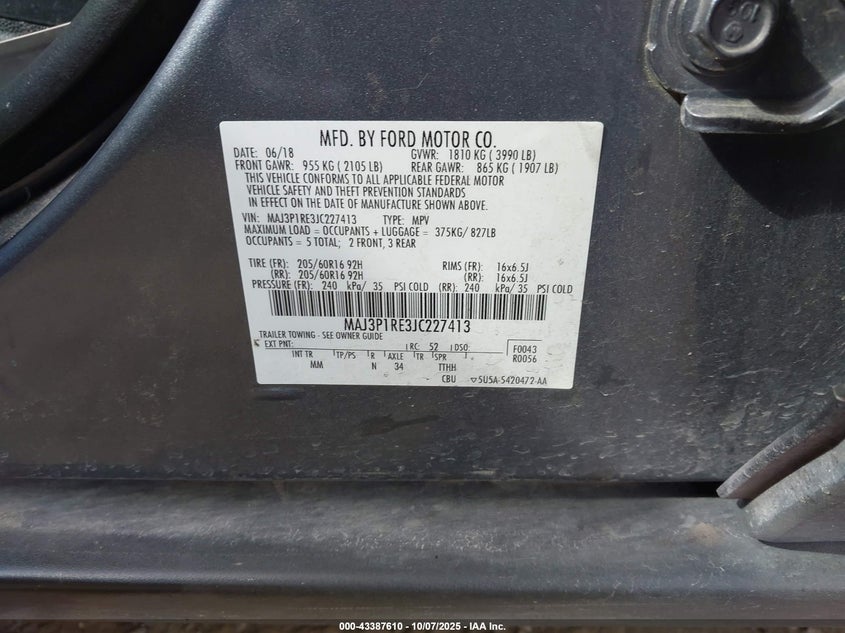 MFD. BY FORD MOTOR CO.
DATE: 06/18 GVWR: 1810 KG ( 3990 LB)
FRONT GAWR: 955 KG ( 2105 LB) REAR GAWR: 865 KG ( 1907 LB)
THIS VEHICLE CONFORMS TO ALL APPLICABLE FEDERAL MOTOR
VEHICLE SAFETY AND THEFT PREVENTION STANDARDS
IN EFFECT ON THE DATE OF MANUFACTURE SHOWN ABOVE.
VIN: MAJ3P1RE3JC227413 TYPE: MPV
MAXIMUM LOAD = OCCUPANTS + LUGGAGE = 375KG/ 827LB
OCCUPANTS = 5 TOTAL; 2 FRONT, 3 REAR
TIRE (FR): 205/60R16 92H RIMS (FR): 16x6.5J
(RR): 205/60R16 92H (RR): 16x6.5J
PRESSURE (FR): 240 kPa/ 35 PSI COLD (RR): 240 kPa/ 35 PSI COLD
MAJ3P1RE3JC227413
TRAILER TOWING - SEE OWNER GUIDE
EXT PNT: RC: 52 DSO: F0043
INT TR TP/PS R AXLE TR SPR R0056
MM N 34 TTHH
CBU 5U5A-5420472-AA
000-43387610 - 10/07/2025 - IAA Inc.